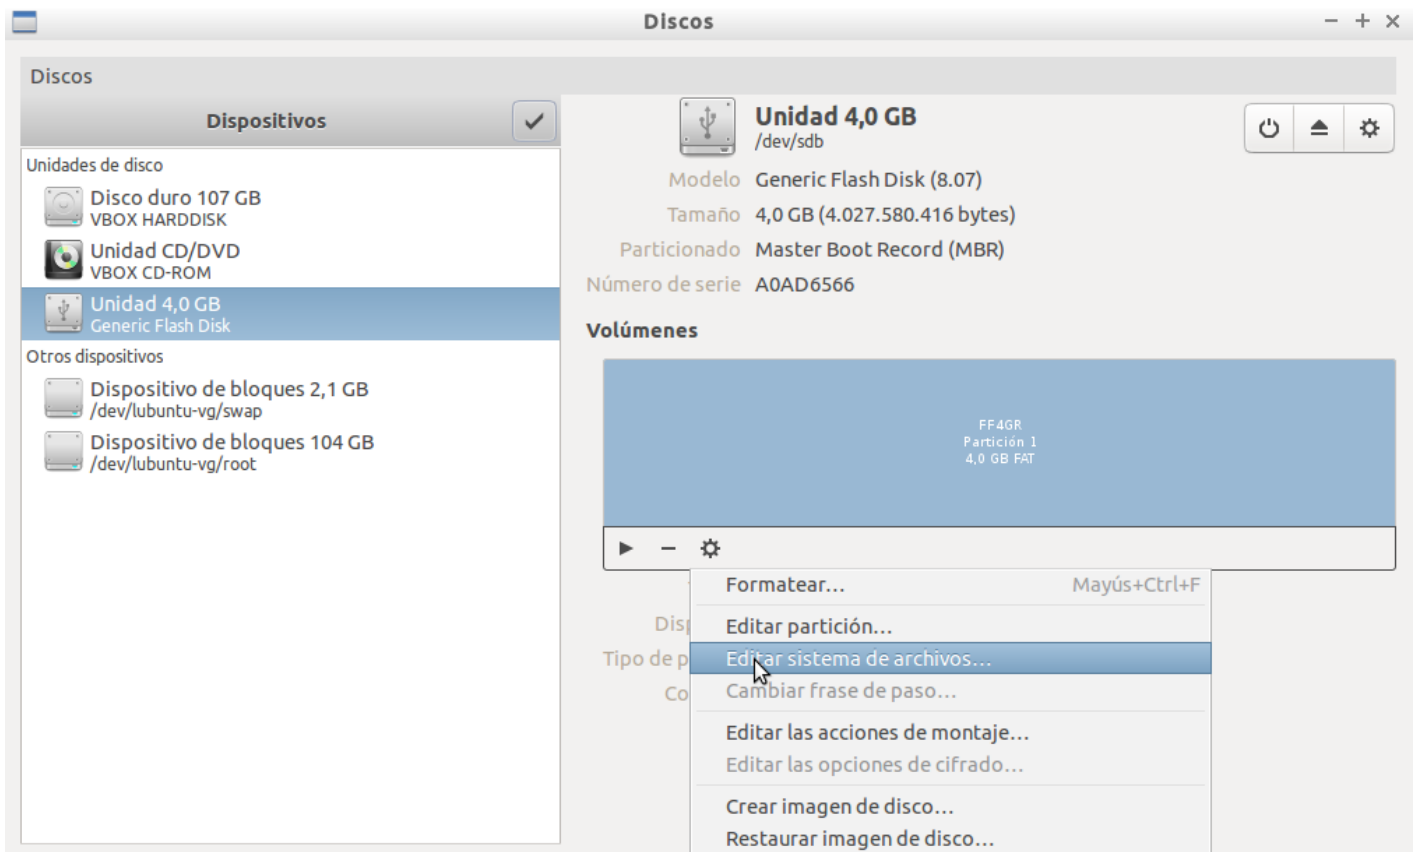 Discos
Discos
Dispositivos
Unidades de disco
Disco duro 107 GB
VBOX HARDDISK
Unidad CD/DVD
VBOX CD-ROM
Unidad 4,0 GB
Generic Flash Disk
Otros dispositivos
Dispositivo de bloques 2,1 GB
/dev/lubuntu-vg/swap
Dispositivo de bloques 104 GB
/dev/lubuntu-vg/root
Unidad 4,0 GB
/dev/sdb
Modelo Generic Flash Disk (8.07)
Tamaño 4,0 GB (4.027.580.416 bytes)
Particionado Master Boot Record (MBR)
Número de serie A0AD6566
Volúmenes
FF4GR
Partición 1
4,0 GB FAT
Formatear... Mayús+Ctrl+F
Editar partición...
Tipo de p
Editar sistema de archivos...
Co
Cambiar frase de paso...
Editar las acciones de montaje...
Editar las opciones de cifrado...
Crear imagen de disco...
Restaurar imagen de disco...